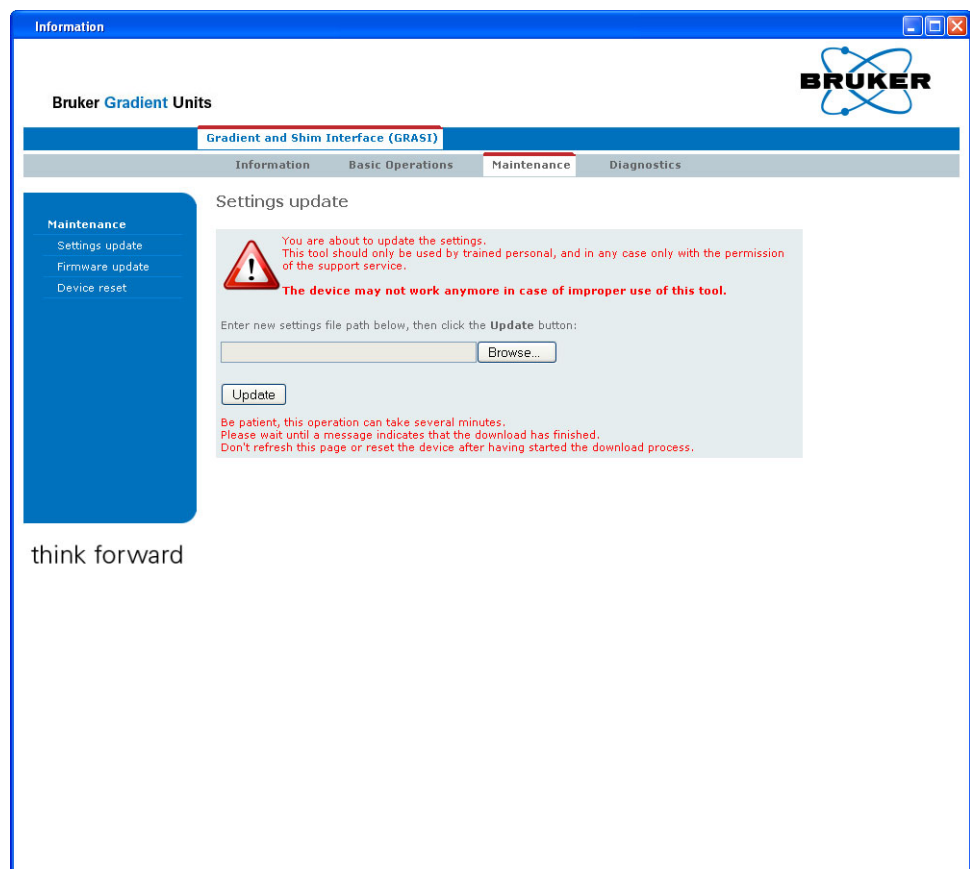 Information
BRUKER
Bruker Gradient Units
Gradient and Shim Interface (GRASI)
Information Basic Operations Maintenance Diagnostics
Maintenance
Settings update
Firmware update
Device reset
Settings update
You are about to update the settings.
This tool should only be used by trained personal, and in any case only with the permission
of the support service.
The device may not work anymore in case of improper use of this tool.
Enter new settings file path below, then click the Update button:
Browse...
Update
Be patient, this operation can take several minutes.
Please wait until a message indicates that the download has finished.
Don't refresh this page or reset the device after having started the download process.
think forward